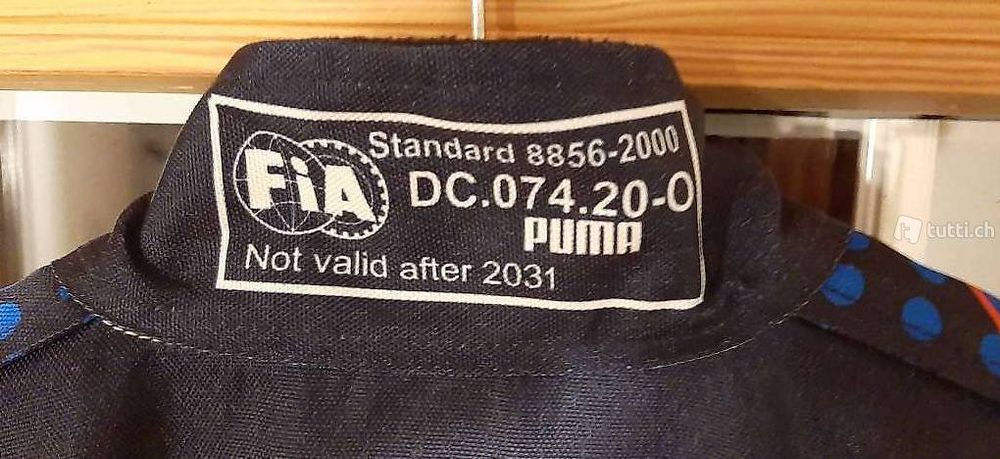 FiA
Standard 8856-2000
DC.074.20-O
PUMA
Not valid after 2031
tutti.ch